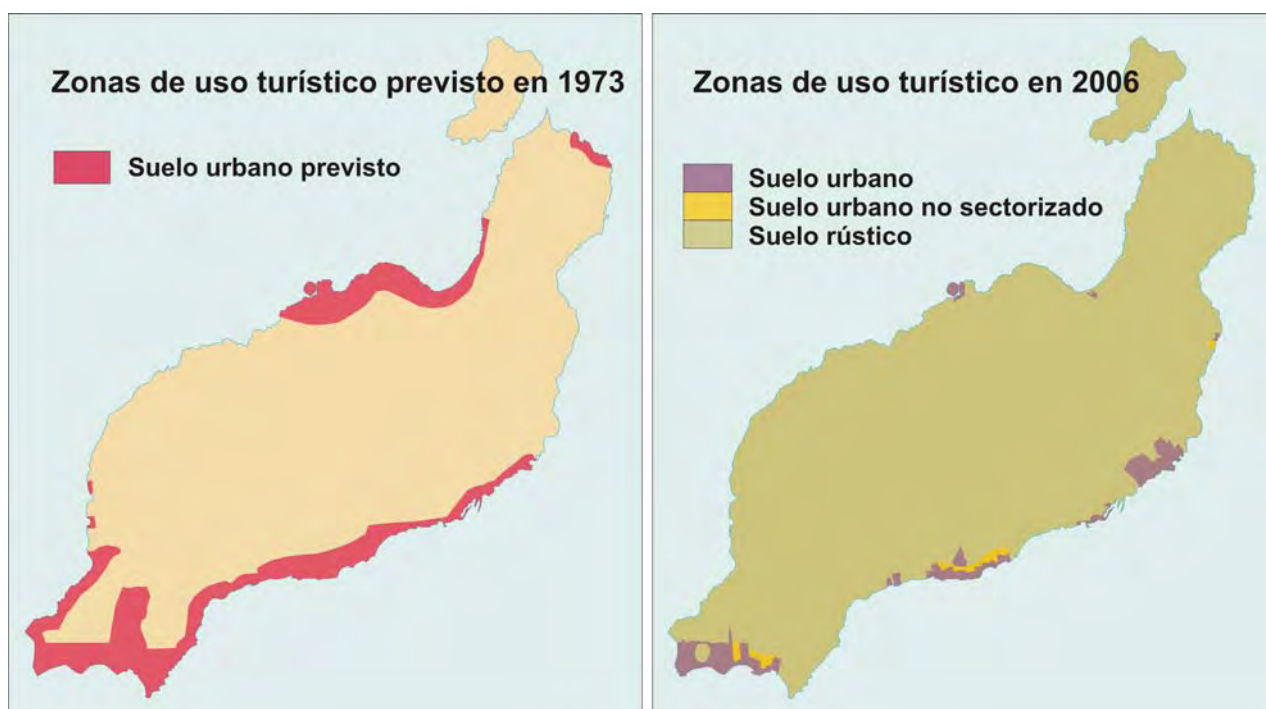 Zonas de uso turístico previsto en 1973
Suelo urbano previsto
Zonas de uso turístico en 2006
Suelo urbano
Suelo urbano no sectorizado
Suelo rústico